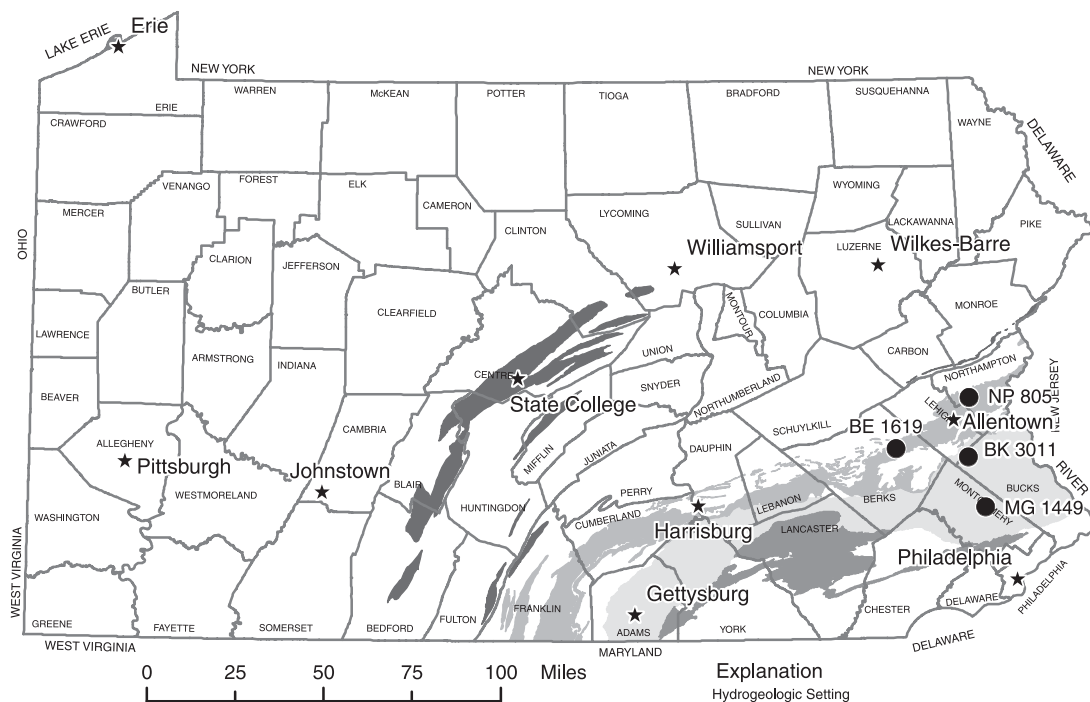 Erie
LAKE ERIE
NEW YORK
NEW YORK
WARREN
McKEAN
POTTER
TIOGA
BRADFORD
SUSQUEHANNA
ERIE
CRAWFORD
WAYNE
DELAWARE
VENANGO
FOREST
ELK
WYOMING
CAMERON
MERCER
LYCOMING
SULLIVAN
LACKAWANNA
PIKE
CLINTON
OHIO
Williamsport
LUZERNE
Wilkes-Barre
CLARION
JEFFERSON
BUTLER
MONTOUR
MONROE
CLEARFIELD
COLUMBIA
LAWRENCE
UNION
CARBON
ARMSTRONG
INDIANA
CENTRE
NORTHAMPTON
NEW JERSEY
SNYDER
NORTHUMBERLAND
BEAVER
State College
NP 805
LEHIGH
Allentown
CAMBRIA
SCHUYLKILL
BE 1619
ALLEGHENY
MIFFLIN
JUNIATA
DAUPHIN
BK 3011
Pittsburgh
Johnstown
RIVER
BLAIR
WESTMORELAND
PERRY
LEBANON
BERKS
MONTGOMERY
BUCKS
HUNTINGDON
MG 1449
WASHINGTON
CUMBERLAND
Harrisburg
LANCASTER
Philadelphia
WEST VIRGINIA
PHILADELPHIA
Gettysburg
FRANKLIN
CHESTER
DELAWARE
GREENE
FAYETTE
SOMERSET
BEDFORD
FULTON
ADAMS
YORK
WEST VIRGINIA
MARYLAND
DELAWARE
0 25 50 75 100 Miles
Explanation
Hydrogeologic Setting